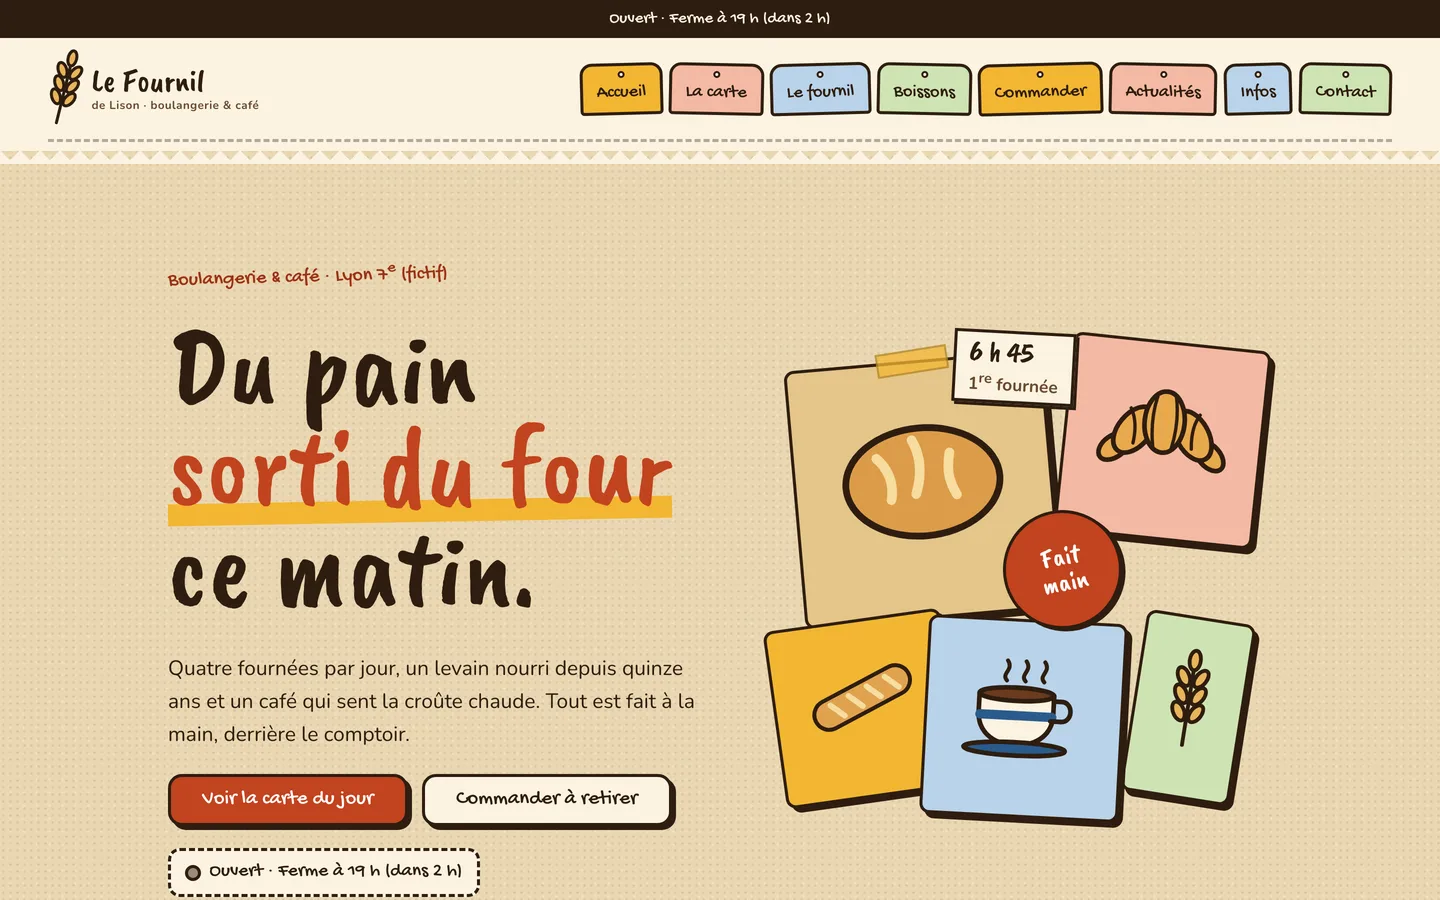 Ouvert · Ferme à 19 h (dans 2 h)
Le Fournil
de Lison · boulangerie & café
Accueil
La carte
Le fournil
Boissons
Commander
Actualités
Infos
Contact
Boulangerie & café · Lyon 7e (fictif)
Du pain
sorti du four
ce matin.
6 h 45
1re fournée
Fait
main
Quatre fournées par jour, un levain nourri depuis quinze
ans et un café qui sent la croûte chaude. Tout est fait à la
main, derrière le comptoir.
Voir la carte du jour
Commander à retirer
Ouvert · Ferme à 19 h (dans 2 h)